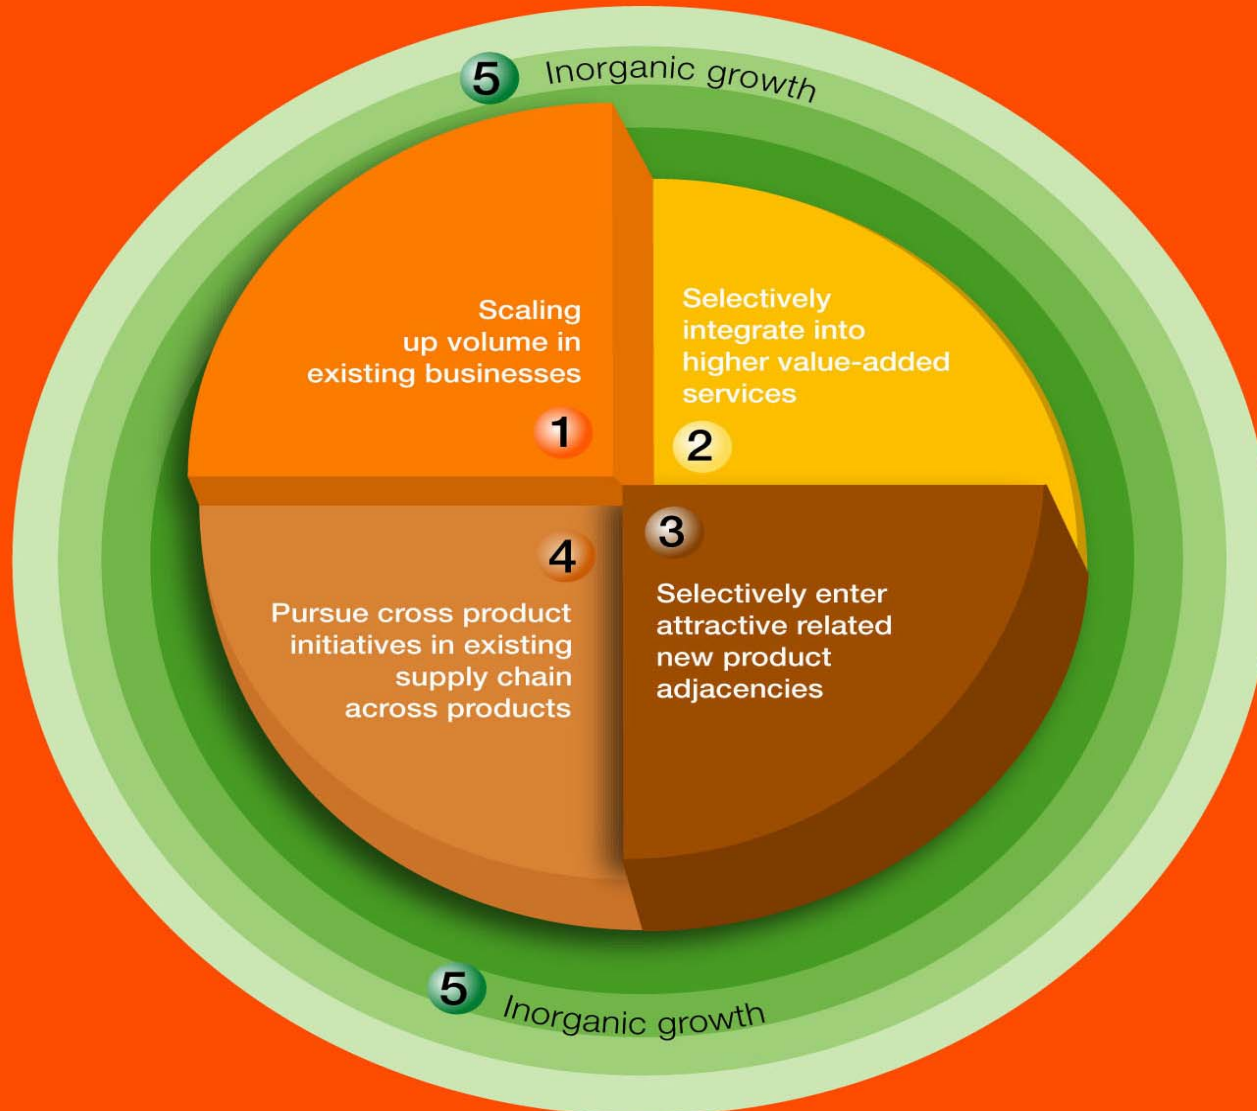 5 Inorganic growth
Scaling
up volume in
existing businesses
1
Selectively
integrate into
higher value-added
services
2
3
Selectively enter
attractive related
new product
adjacencies
4
Pursue cross product
initiatives in existing
supply chain
across products
5 Inorganic growth